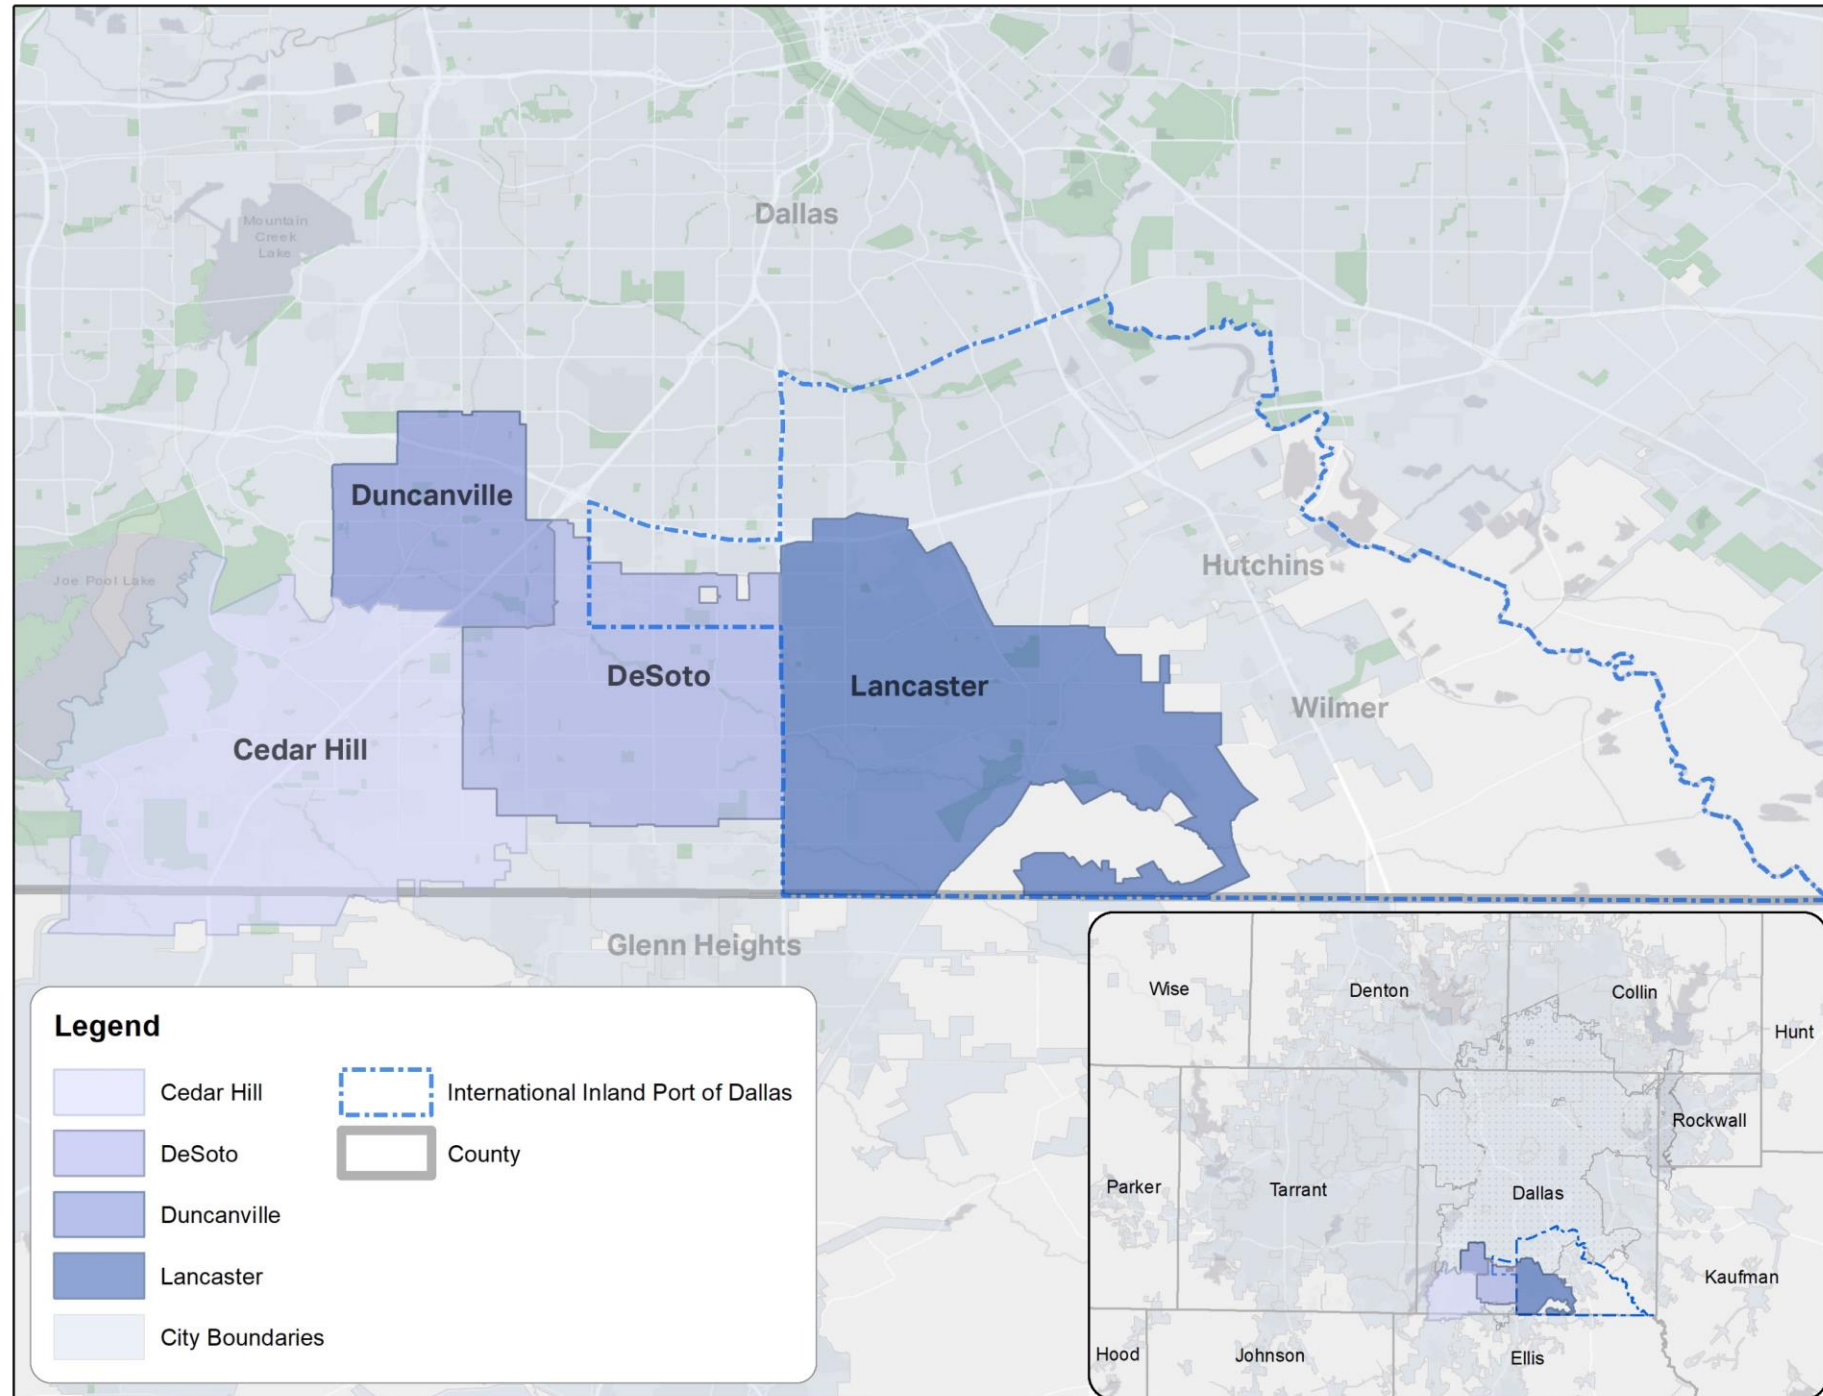 Dallas
Mountain
Creek
Lake
Duncanville
Joe Pool Lake
Hutchins
DeSoto
Lancaster
Wilmer
Cedar Hill
Glenn Heights
Legend
Cedar Hill
DeSoto
Duncanville
Lancaster
City Boundaries
International Inland Port of Dallas
County
Wise
Denton
Collin
Hunt
Rockwall
Parker
Tarrant
Dallas
Kaufman
Hood
Johnson
Ellis